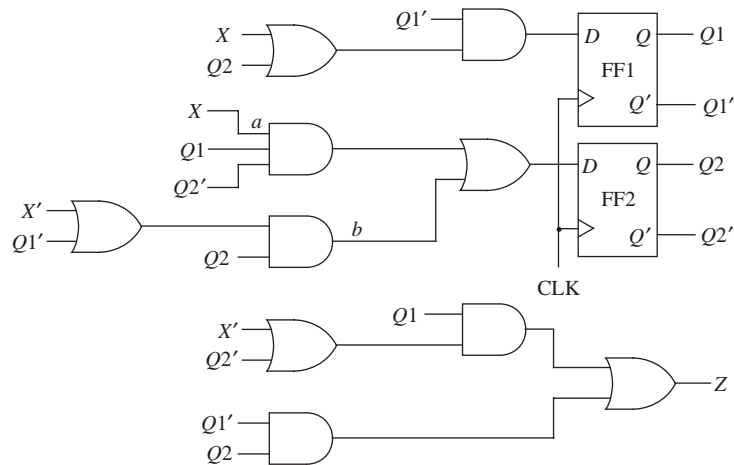 Q1′
X
Q2
D Q Q1
FF1
Q′ Q1′
X
a
Q1
Q2′
D Q Q2
FF2
X′
Q1′
Q2
b
Q′ Q2′
CLK
Q1
X′
Q2′
Z
Q1′
Q2